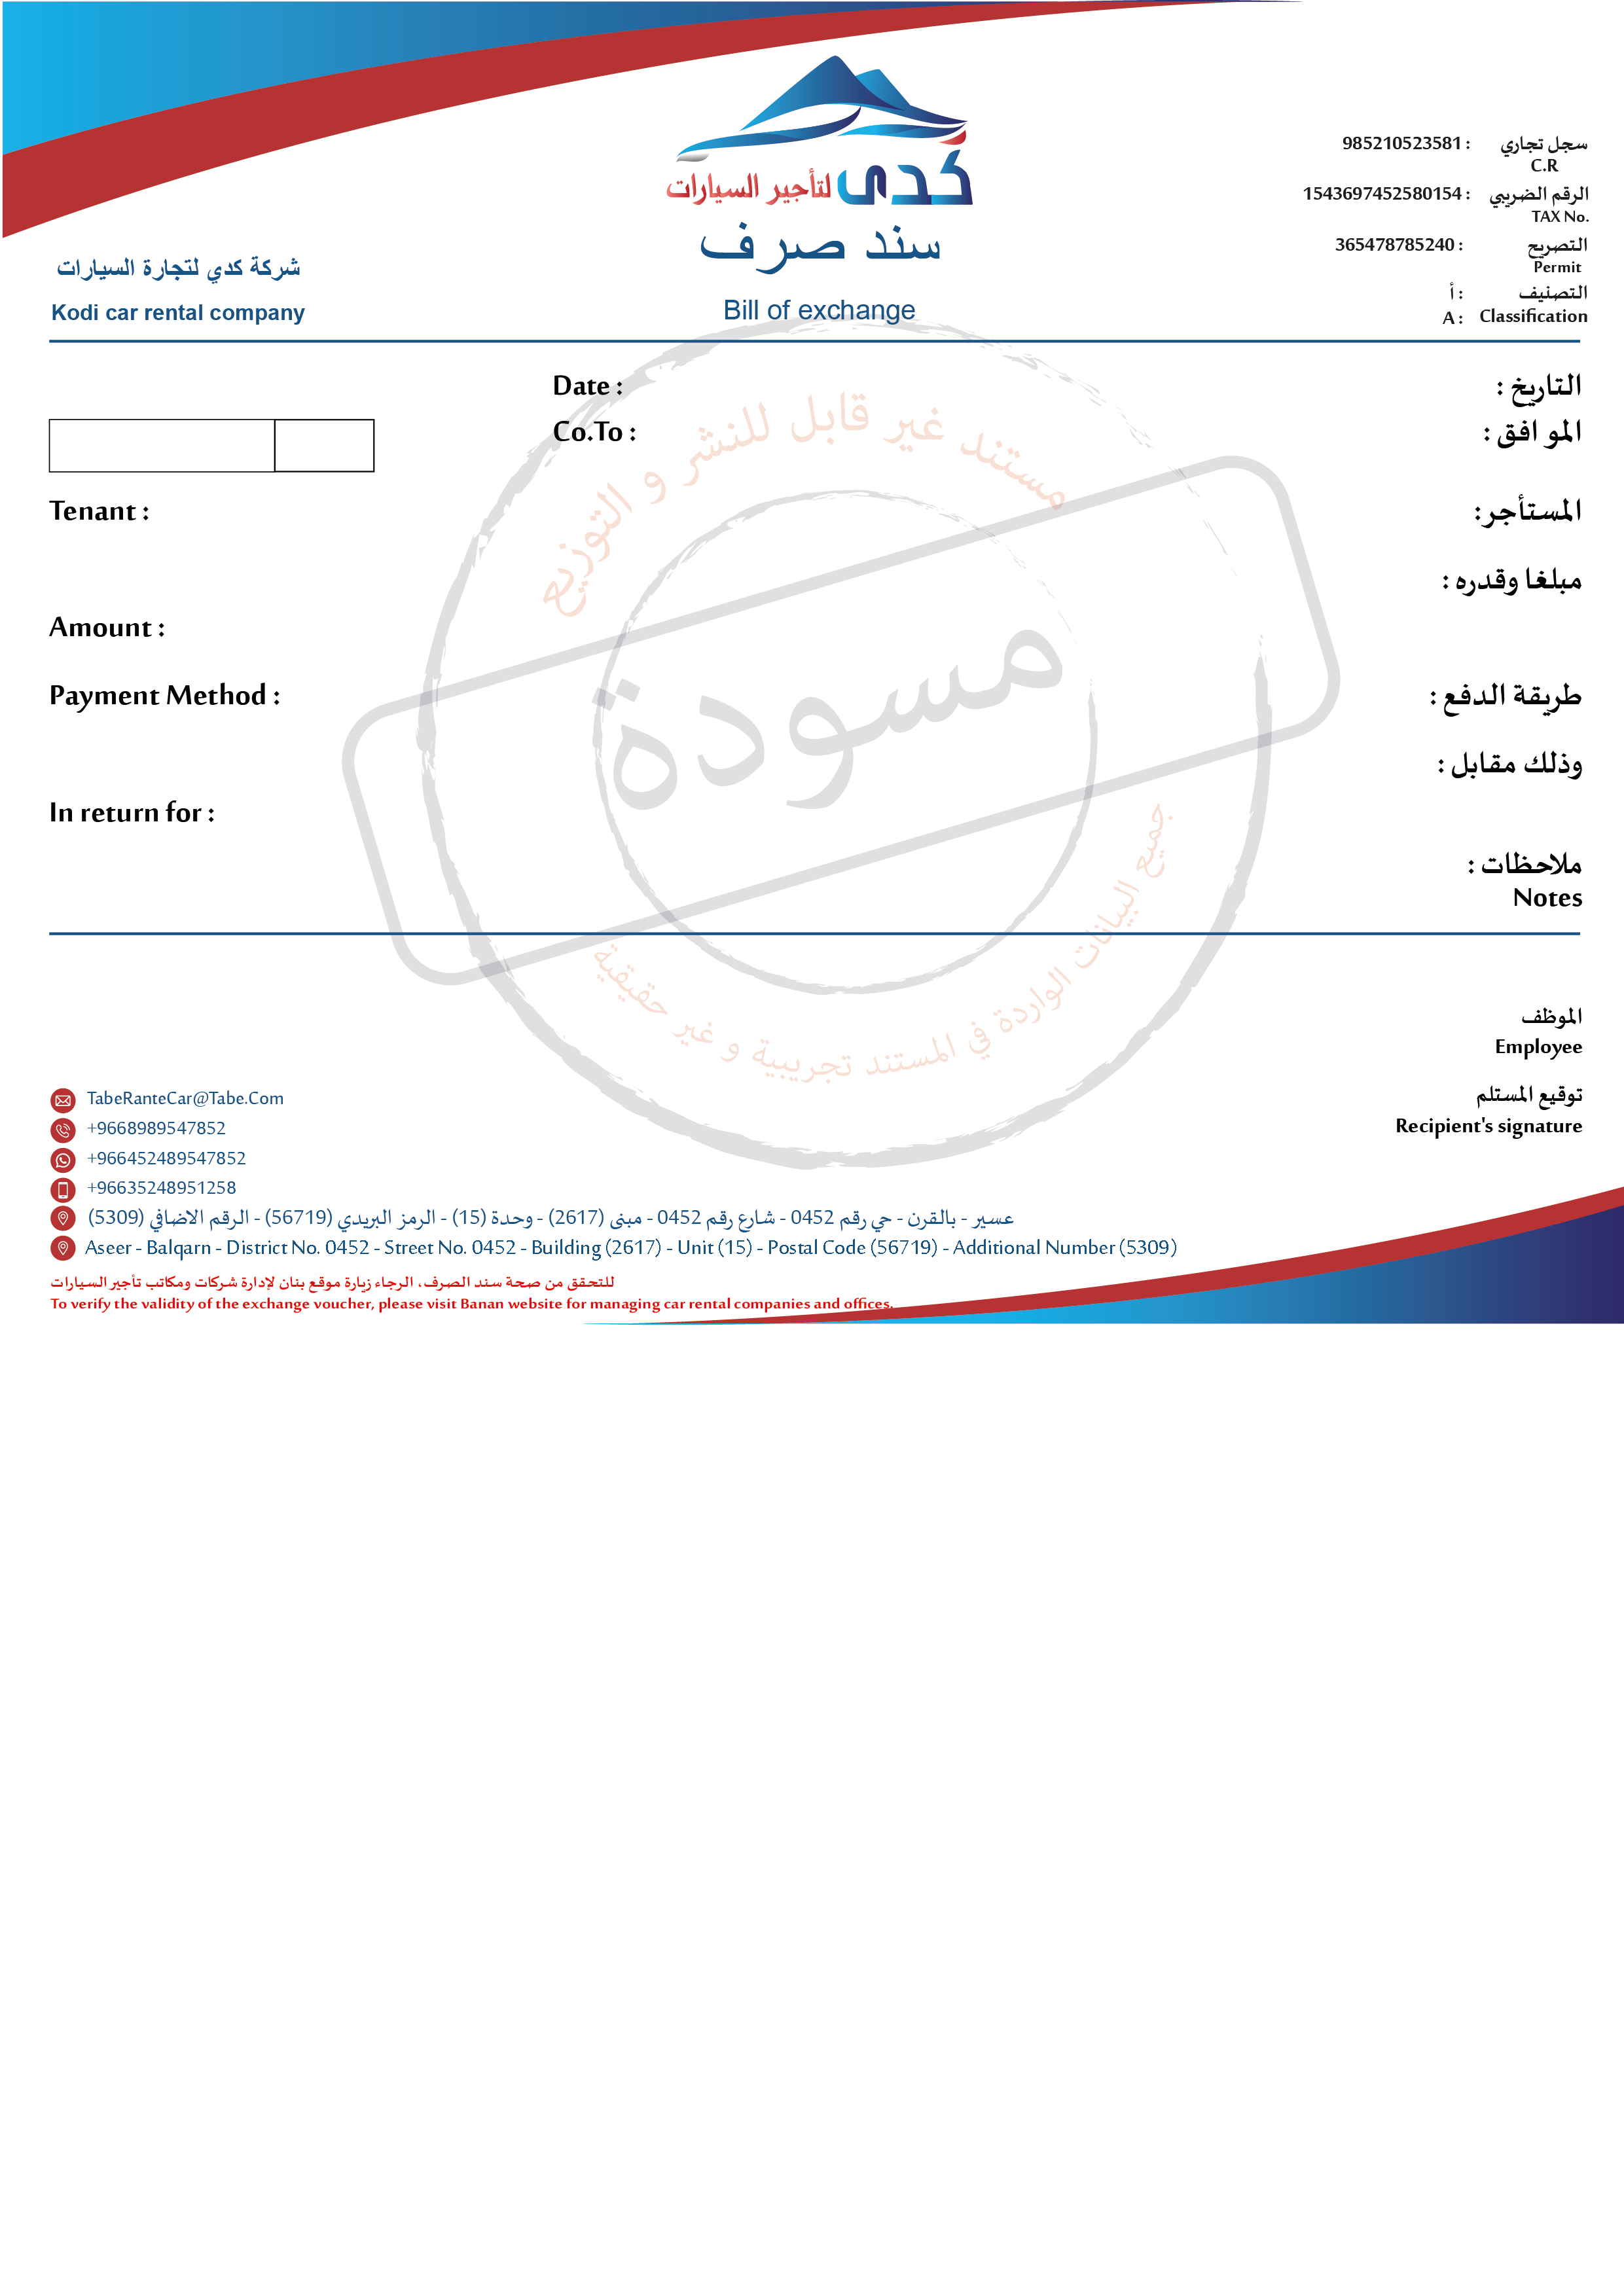 كدي لتأجير السيارات
سجل تجاري : 985210523581
C.R
الرقم الضريبي : 1543697452580154
TAX No.
سند صرف
التصريح : 365478785240
Permit
شركة كدي لتجارة السيارات
التصنيف : أ
Bill of exchange
Kodi car rental company
Classification A :
التاريخ :
Date :
الموافق :
Co.To :
المستأجر:
Tenant :
مبلغا وقدره :
Amount :
طريقة الدفع :
Payment Method :
وذلك مقابل :
In return for :
ملاحظات :
Notes
مستند غير قابل للنشر و التوزيع
مسودة
جميع البيانات الواردة في المستند تجريبية و غير حقيقية
الموظف
Employee
توقيع المستلم
Recipient's signature
TabeRanteCar@Tabe.Com
+9668989547852
+966452489547852
+96635248951258
عسير - بالقرن - حي رقم 0452 - شارع رقم 0452 - مبنى (2617) - وحدة (15) - الرمز البريدي (56719) - الرقم الاضافي (5309)
Aseer - Balqarn - District No. 0452 - Street No. 0452 - Building (2617) - Unit (15) - Postal Code (56719) - Additional Number (5309)
للتحقق من صحة سند الصرف، الرجاء زيارة موقع بنان لإدارة شركات ومكاتب تأجير السيارات
To verify the validity of the exchange voucher, please visit Banan website for managing car rental companies and offices.